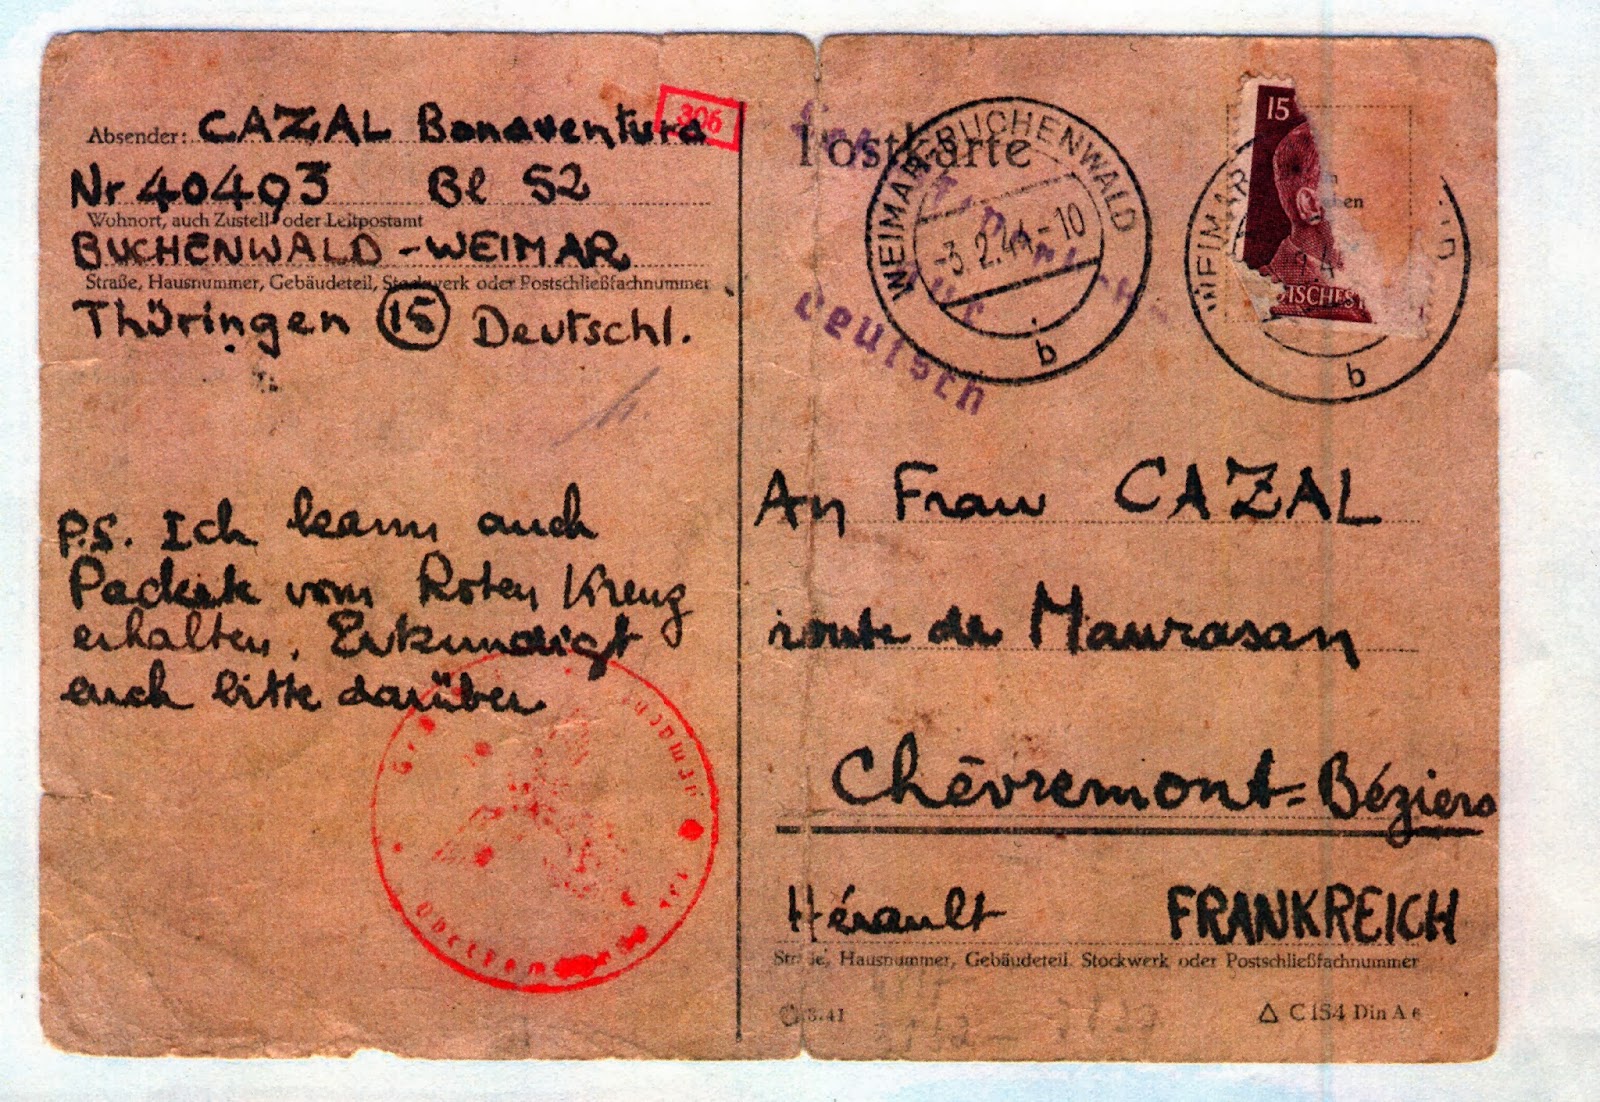 Absender: CAZAL Bonaventura
306
Nr 40493 Bl 52
Wohnort, auch Zustell- oder Leitpostamt
BUCHENWALD - WEIMAR
Straße, Hausnummer, Gebäudeteil, Stockwerk oder Postschließfachnummer
Thüringen 15 Deutschl.
P.S. Ich kann auch
Packete vom Roten Kreuz
erhalten. Erkundigt
euch bitte darüber
Postkarte
WEIMAR-BUCHENWALD
-3.2.44-10
b
deutsch
15
b
An Frau CAZAL
route de Maurasan
Chèvremont-Béziers
Hérault FRANKREICH
Straße, Hausnummer, Gebäudeteil, Stockwerk oder Postschließfachnummer
3.41
C 154 Din A 6